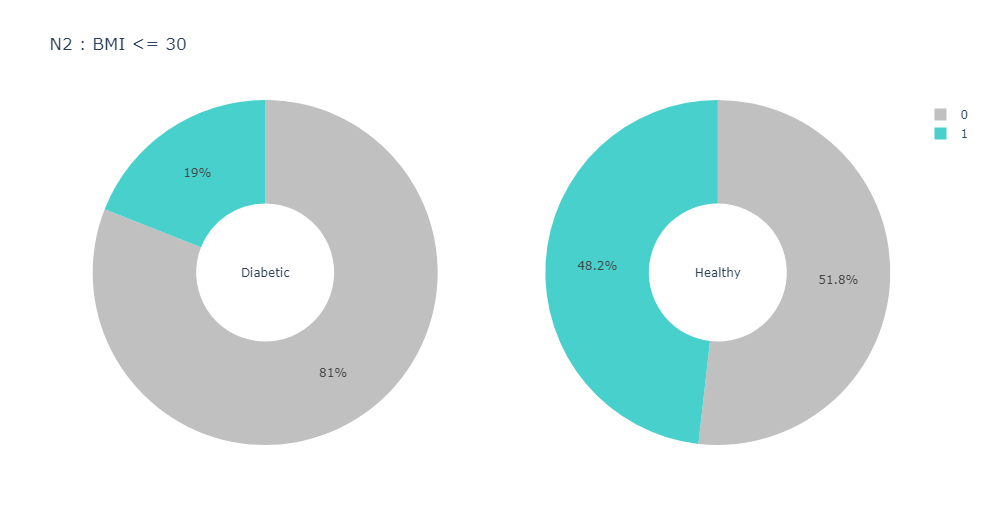 N2 : BMI <= 30
0
1
19%
81%
Diabetic
48.2%
51.8%
Healthy